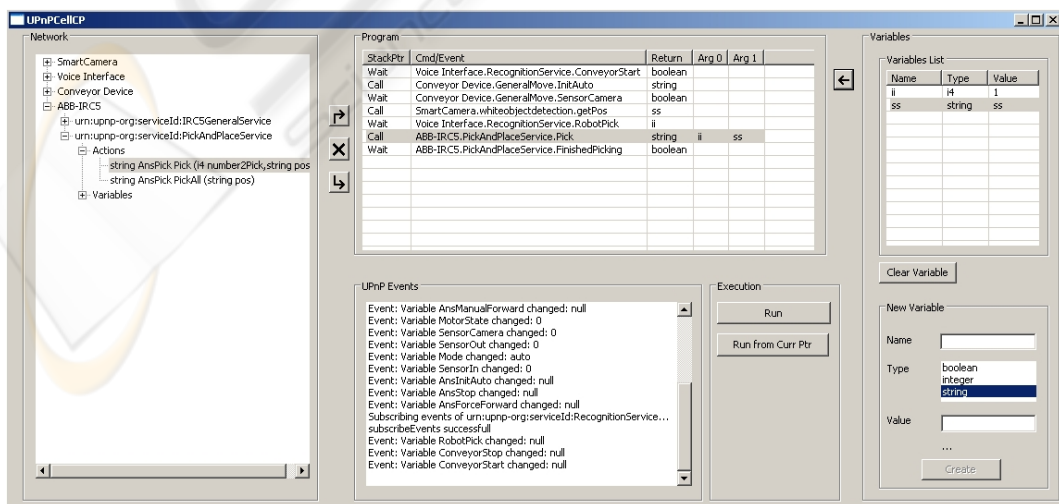 UPnPCellCP
Network
SmartCamera
Voice Interface
Conveyor Device
ABB-IRC5
urn:upnp-org:serviceId:IRC5GeneralService
urn:upnp-org:serviceId:PickAndPlaceService
Actions
string AnsPick Pick (i4 number2Pick,string pos
string AnsPick PickAll (string pos)
Variables
Program
StackPtr Cmd/Event Return Arg 0 Arg 1
Wait Voice Interface.RecognitionService.ConveyorStart boolean
Call Conveyor Device.GeneralMove.InitAuto string
Wait Conveyor Device.GeneralMove.SensorCamera boolean
Call SmartCamera.whiteobjectdetection.getPos ss
Wait Voice Interface.RecognitionService.RobotPick ii
Call ABB-IRC5.PickAndPlaceService.Pick string ii ss
Wait ABB-IRC5.PickAndPlaceService.FinishedPicking boolean
UPnP Events
Event: Variable AnsManualForward changed: null
Event: Variable MotorState changed: 0
Event: Variable SensorCamera changed: 0
Event: Variable SensorOut changed: 0
Event: Variable Mode changed: auto
Event: Variable SensorIn changed: 0
Event: Variable AnsInitAuto changed: null
Event: Variable AnsStop changed: null
Event: Variable AnsForceForward changed: null
Subscribing events of urn:upnp-org:serviceId:RecognitionService...
subscribeEvents successfull
Event: Variable RobotPick changed: null
Event: Variable ConveyorStop changed: null
Event: Variable ConveyorStart changed: null
Execution
Run
Run from Curr Ptr
Variables
Variables List
Name Type Value
ii i4 1
ss string ss
Clear Variable
New Variable
Name
Type
boolean
integer
string
Value
...
Create